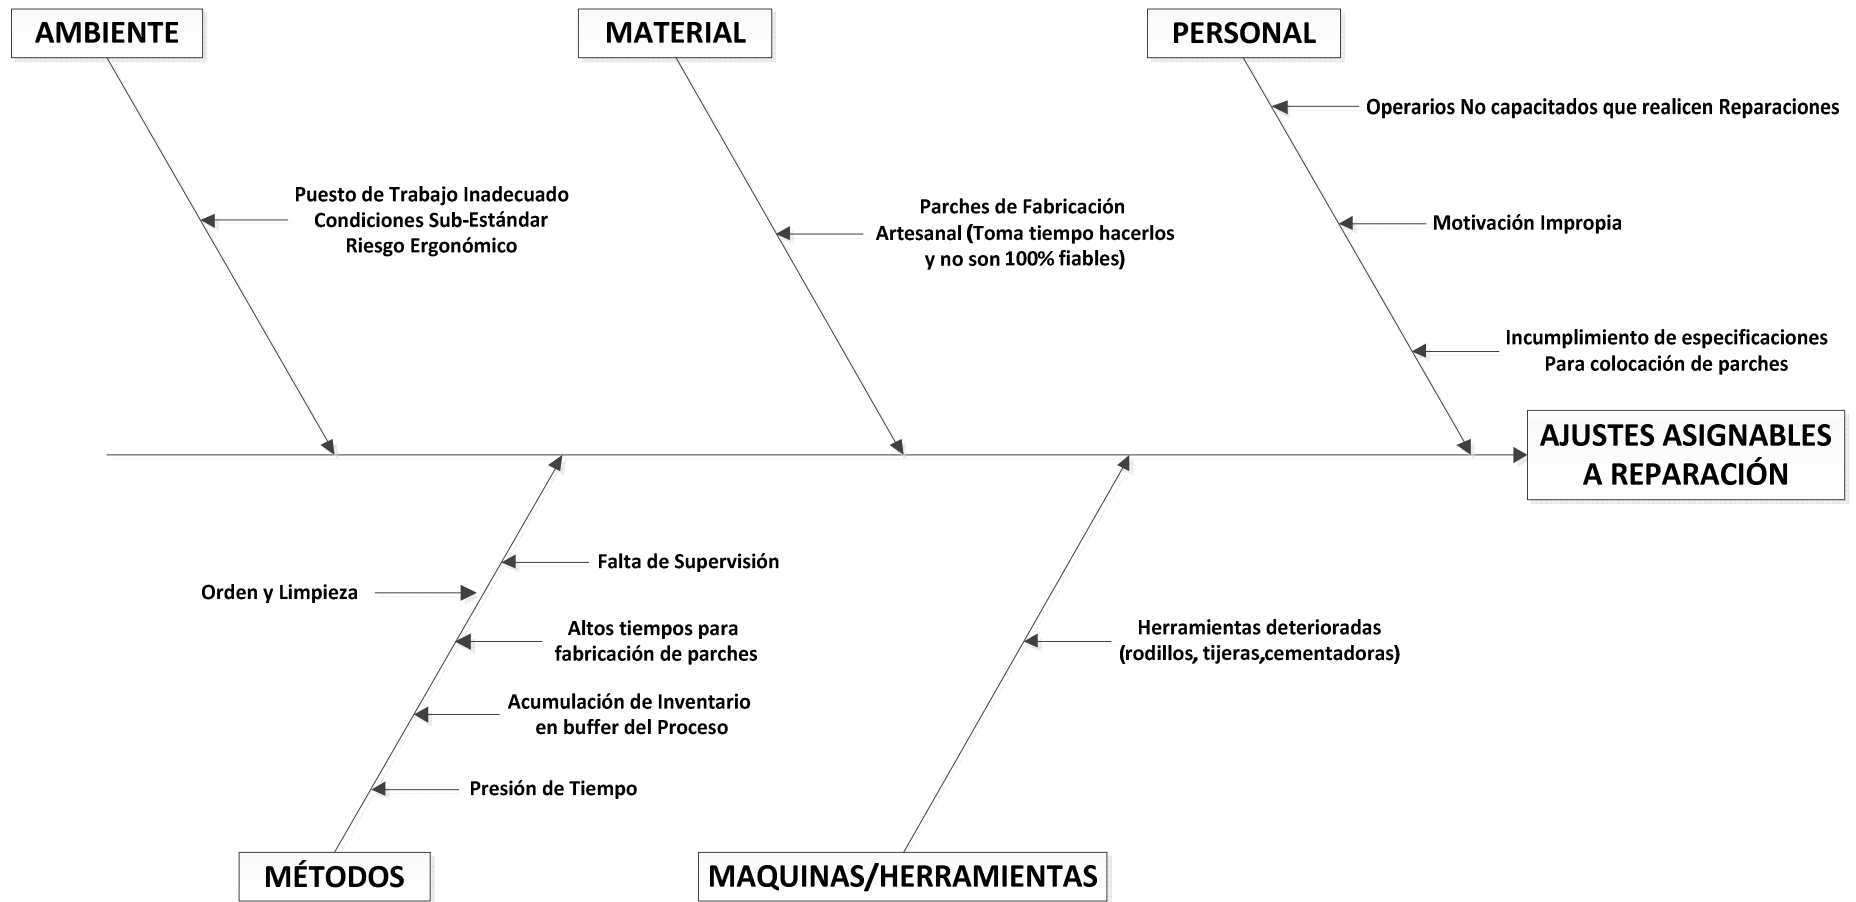 AMBIENTE
MATERIAL
PERSONAL
Operarios No capacitados que realicen Reparaciones
Puesto de Trabajo Inadecuado
Condiciones Sub-Estándar
Riesgo Ergonómico
Parches de Fabricación
Artesanal (Toma tiempo hacerlos
y no son 100% fiables)
Motivación Impropia
Incumplimiento de especificaciones
Para colocación de parches
AJUSTES ASIGNABLES
A REPARACIÓN
Falta de Supervisión
Orden y Limpieza
Altos tiempos para
fabricación de parches
Acumulación de Inventario
en buffer del Proceso
Presión de Tiempo
Herramientas deterioradas
(rodillos, tijeras,cementadoras)
MÉTODOS
MAQUINAS/HERRAMIENTAS